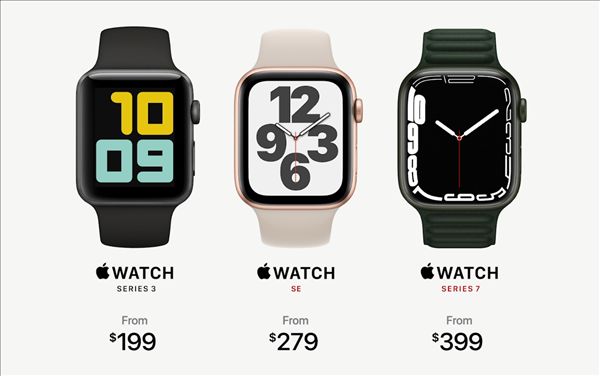 10
09
12
9 3
6
WATCH
SERIES 3
From
$199
WATCH
SE
From
$279
WATCH
SERIES 7
From
$399